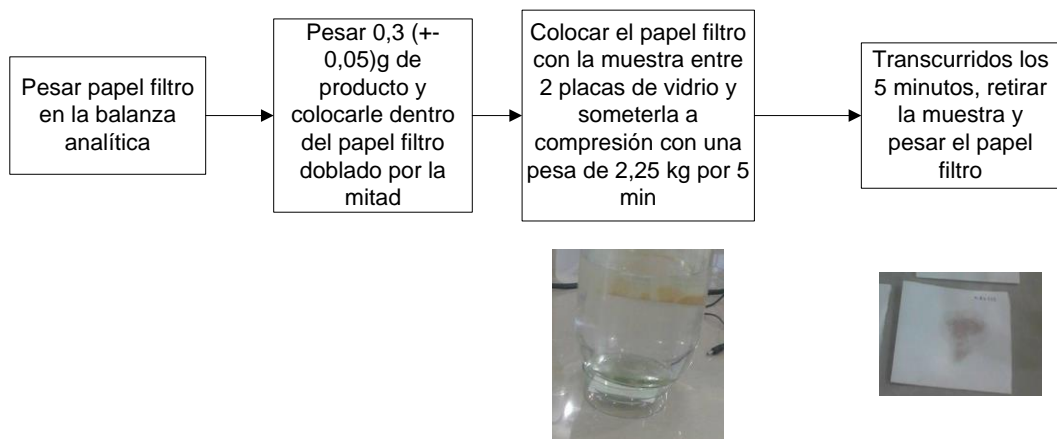 Pesar papel filtro
en la balanza
analítica
Pesar 0,3 (+-
0,05)g de
producto y
colocarle dentro
del papel filtro
doblado por la
mitad
Colocar el papel filtro
con la muestra entre
2 placas de vidrio y
someterla a
compresión con una
pesa de 2,25 kg por 5
min
Transcurridos los
5 minutos, retirar
la muestra y
pesar el papel
filtro